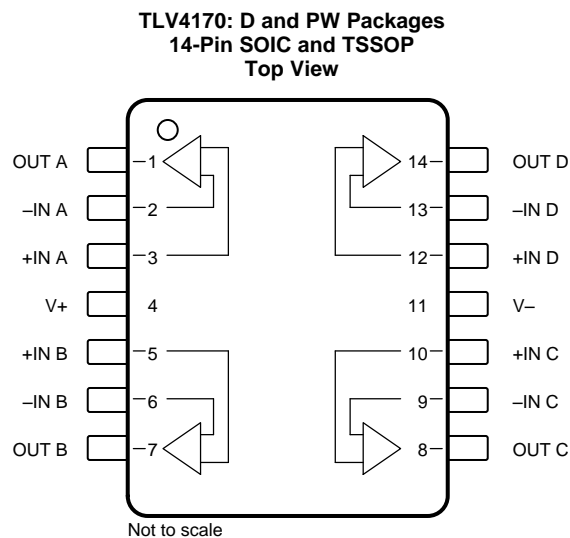 TLV4170: D and PW Packages
14-Pin SOIC and TSSOP
Top View
OUT A 1 14 OUT D
–IN A 2 13 –IN D
+IN A 3 12 +IN D
V+ 4 11 V–
+IN B 5 10 +IN C
–IN B 6 9 –IN C
OUT B 7 8 OUT C
Not to scale